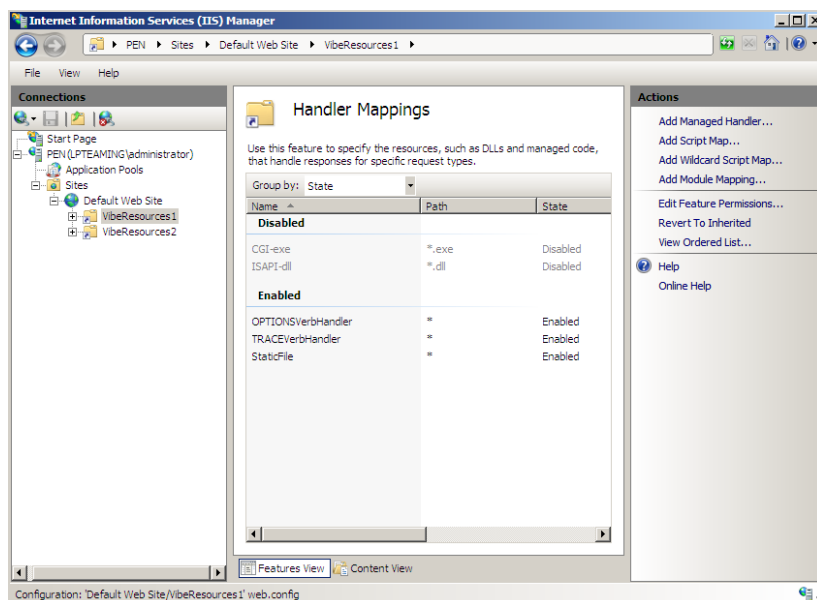 Internet Information Services (IIS) Manager
PEN Sites Default Web Site VibeResources1
File View Help
Connections
Start Page
PEN (LPTEAMING\administrator)
Application Pools
Sites
Default Web Site
VibeResources1
VibeResources2
Handler Mappings
Use this feature to specify the resources, such as DLLs and managed code,
that handle responses for specific request types.
Group by: State
Name Path State
Disabled
CGI-exe *.exe Disabled
ISAPI-dll *.dll Disabled
Enabled
OPTIONSVerbHandler * Enabled
TRACEVerbHandler * Enabled
StaticFile * Enabled
Features View Content View
Actions
Add Managed Handler...
Add Script Map...
Add Wildcard Script Map...
Add Module Mapping...
Edit Feature Permissions...
Revert To Inherited
View Ordered List...
Help
Online Help
Configuration: 'Default Web Site/VibeResources1' web.config